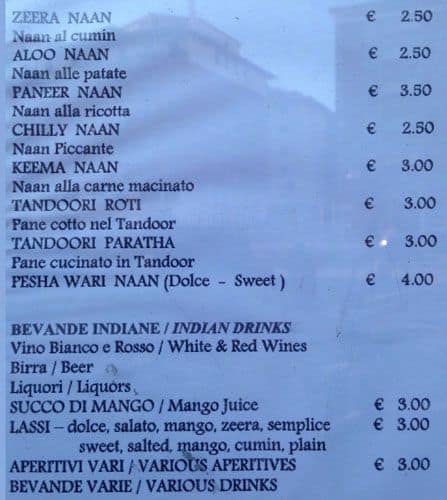 ZEERA NAAN € 2.50
Naan al cumin
ALOO NAAN € 2.50
Naan alle patate
PANEER NAAN € 3.50
Naan alla ricotta
CHILLY NAAN € 2.50
Naan Piccante
KEEMA NAAN € 3.00
Naan alla carne macinato
TANDOORI ROTI € 3.00
Pane cotto nel Tandoor
TANDOORI PARATHA € 3.00
Pane cucinato in Tandoor
PESHA WARI NAAN (Dolce - Sweet ) € 4.00
BEVANDE INDIANE / INDIAN DRINKS
Vino Bianco e Rosso / White & Red Wines
Birra / Beer
Liquori / Liquors
SUCCO DI MANGO / Mango Juice € 3.00
LASSI – dolce, salato, mango, zeera, semplice € 3.00
sweet, salted, mango, cumin, plain
APERITIVI VARI / VARIOUS APERITIVES € 3.00
BEVANDE VARIE / VARIOUS DRINKS